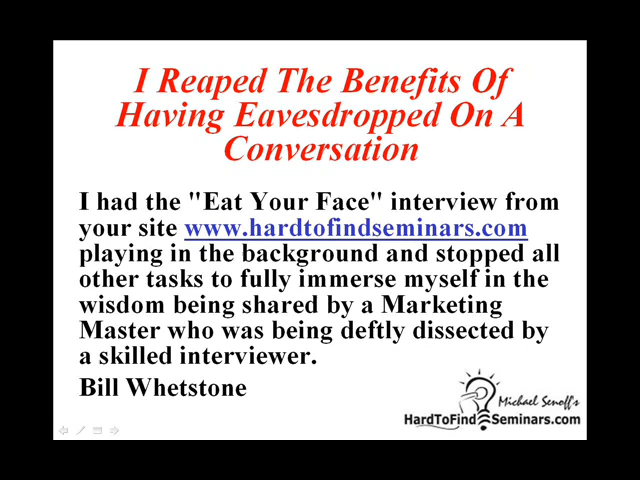 I Reaped The Benefits Of
Having Eavesdropped On A
Conversation
I had the "Eat Your Face" interview from
your site www.hardtofindseminars.com
playing in the background and stopped all
other tasks to fully immerse myself in the
wisdom being shared by a Marketing
Master who was being deftly dissected by
a skilled interviewer.
Bill Whetstone
Michael Senoff's
HardToFindSeminars.com